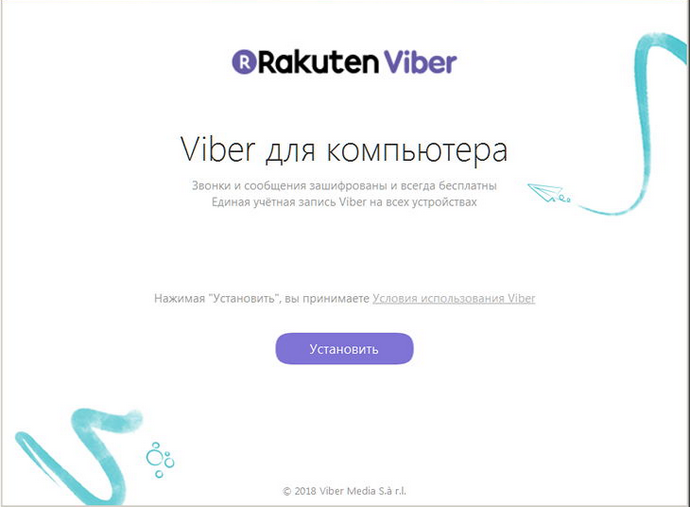 Rakuten Viber
Viber для компьютера
Звонки и сообщения зашифрованы и всегда бесплатны
Единая учётная запись Viber на всех устройствах
Нажимая "Установить", вы принимаете Условия использования Viber
Установить
© 2018 Viber Media S.à r.l.